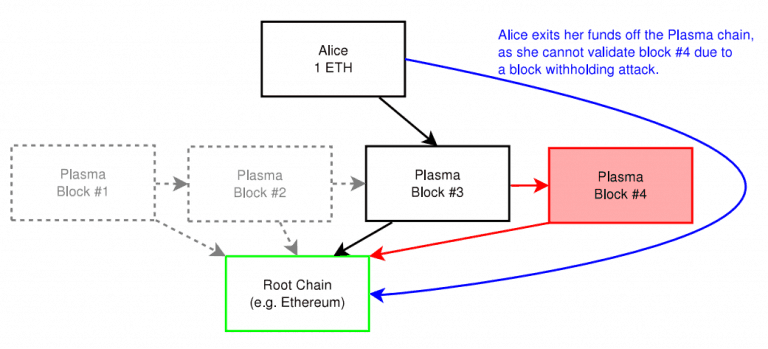 Alice
1 ETH
Alice exits her funds off the Plasma chain,
as she cannot validate block #4 due to
a block withholding attack.
Plasma
Block #1
Plasma
Block #2
Plasma
Block #3
Plasma
Block #4
Root Chain
(e.g. Ethereum)